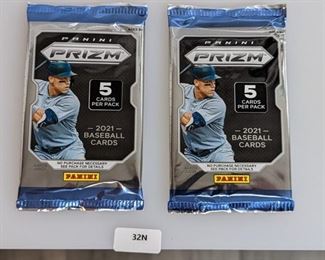 PANINI
PRIZM
5
CARDS
PER PACK
2021
BASEBALL
CARDS
NO PURCHASE NECESSARY
SEE PACK FOR DETAILS
PANINI
PANINI
PRIZM
5
CARDS
PER PACK
2021
BASEBALL
CARDS
NO PURCHASE NECESSARY
SEE PACK FOR DETAILS
PANINI
32N